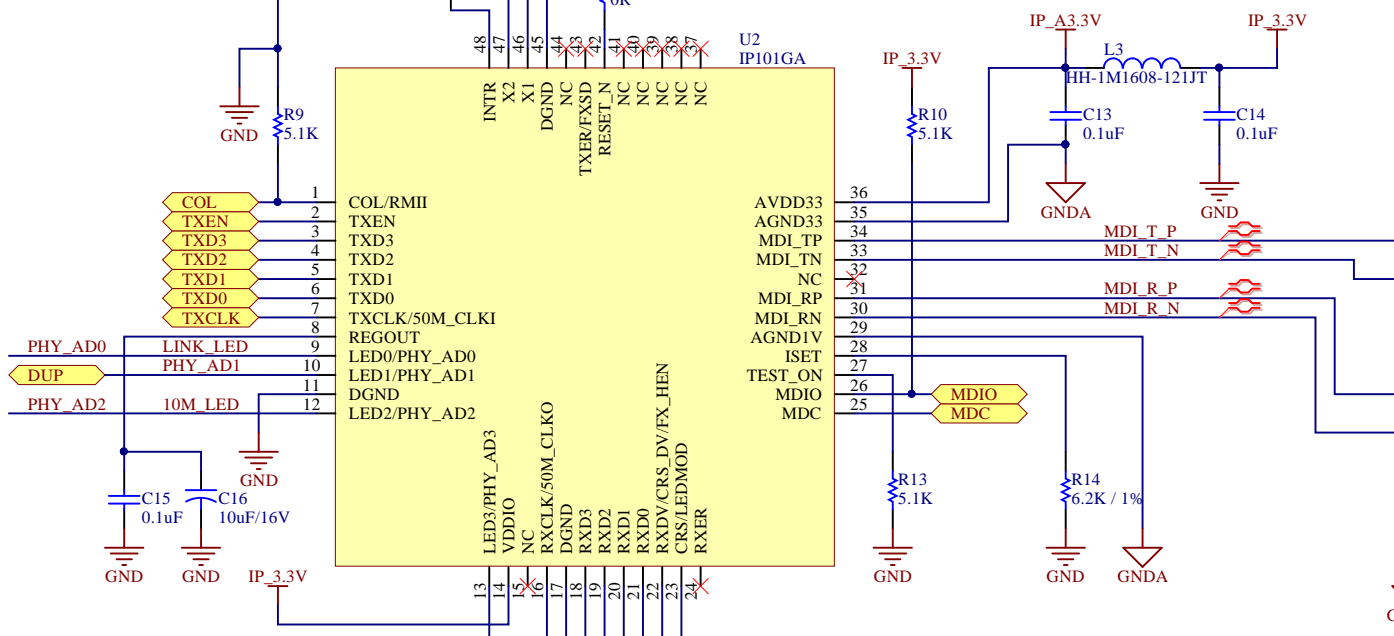 0K
IP_A3.3V
IP_3.3V
U2
IP101GA
L3
HH-1M1608-121JT
IP_3.3V
48 47 46 45 44 43 42 41 40 39 38 37
INTR X2 X1 DGND NC TXER/FXSD RESET_N NC NC NC NC NC
GND
R9
5.1K
R10
5.1K
C13
0.1uF
C14
0.1uF
GNDA
GND
COL 1 COL/RMII
TXEN 2 TXEN
TXD3 3 TXD3
TXD2 4 TXD2
TXD1 5 TXD1
TXD0 6 TXD0
TXCLK 7 TXCLK/50M_CLKI
8 REGOUT
PHY_AD0 LINK_LED 9 LED0/PHY_AD0
DUP PHY_AD1 10 LED1/PHY_AD1
11 DGND
PHY_AD2 10M_LED 12 LED2/PHY_AD2
AVDD33 36
AGND33 35
MDI_TP 34 MDI_T_P
MDI_TN 33 MDI_T_N
NC 32
MDI_RP 31 MDI_R_P
MDI_RN 30 MDI_R_N
AGND1V 29
ISET 28
TEST_ON 27
MDIO 26 MDIO
MDC 25 MDC
GND
C15
0.1uF
C16
10uF/16V
GND
GND
IP_3.3V
LED3/PHY_AD3 VDDIO NC RXCLK/50M_CLKO DGND RXD3 RXD2 RXD1 RXD0 RXDV/CRS_DV/FX_HEN CRS/LEDMOD RXER
13 14 15 16 17 18 19 20 21 22 23 24
R13
5.1K
R14
6.2K / 1%
GND
GND
GNDA